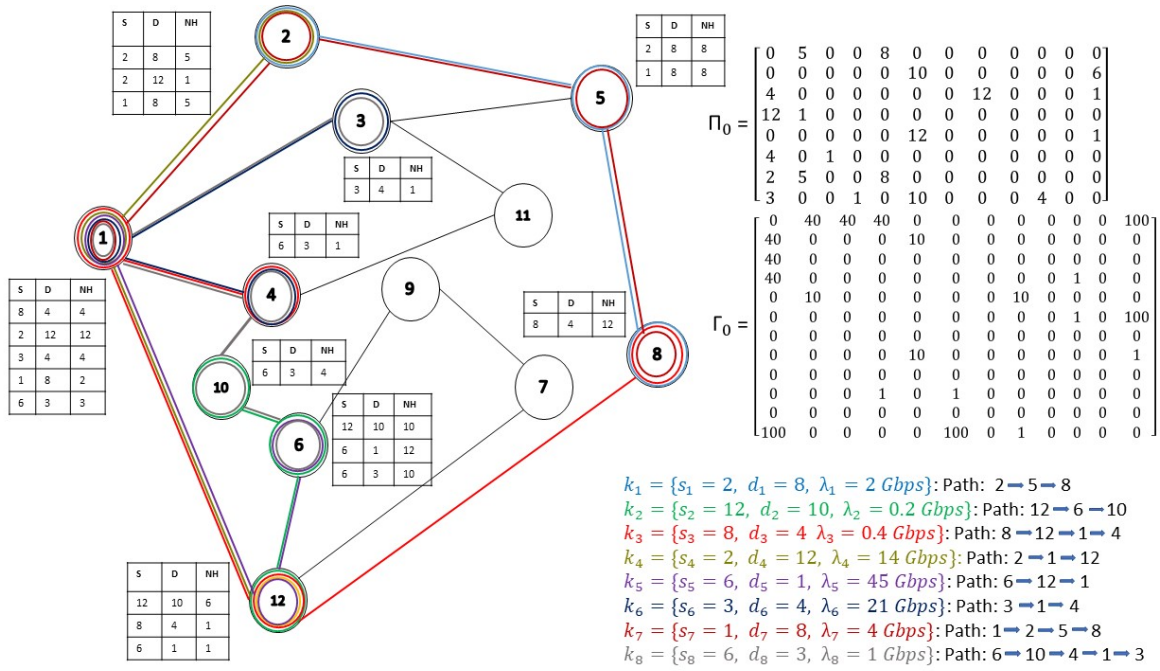 S D NH
2 8 5
2 12 1
1 8 5
2
S D NH
2 8 8
1 8 8
5
3
S D NH
3 4 1
11
1
S D NH
6 3 1
4
9
S D NH
8 4 4
2 12 12
3 4 4
1 8 2
6 3 3
S D NH
8 4 12
8
10
S D NH
6 3 4
7
6
S D NH
12 10 10
6 1 12
6 3 10
S D NH
12 10 6
8 4 1
6 1 1
12
Π₀ =
0 5 0 0 8 0 0 0 0 0 0 0
0 0 0 0 0 10 0 0 0 0 0 6
4 0 0 0 0 0 0 12 0 0 0 1
12 1 0 0 0 0 0 0 0 0 0 0
0 0 0 0 0 12 0 0 0 0 0 1
4 0 1 0 0 0 0 0 0 0 0 0
2 5 0 0 8 0 0 0 0 0 0 0
3 0 0 1 0 10 0 0 0 4 0 0
Γ₀ =
0 40 40 40 0 0 0 0 0 0 0 100
40 0 0 0 10 0 0 0 0 0 0 0
40 0 0 0 0 0 0 0 0 0 0 0
40 0 0 0 0 0 0 0 0 1 0 0
0 10 0 0 0 0 0 10 0 0 0 0
0 0 0 0 0 0 0 0 0 1 0 100
0 0 0 0 0 0 0 0 0 0 0 0
0 0 0 0 10 0 0 0 0 0 0 1
0 0 0 0 0 0 0 0 0 0 0 0
0 0 0 1 0 1 0 0 0 0 0 0
0 0 0 0 0 0 0 0 0 0 0 0
100 0 0 0 0 100 0 1 0 0 0 0
k₁ = {s₁ = 2, d₁ = 8, λ₁ = 2 Gbps}: Path: 2 → 5 → 8
k₂ = {s₂ = 12, d₂ = 10, λ₂ = 0.2 Gbps}: Path: 12 → 6 → 10
k₃ = {s₃ = 8, d₃ = 4 λ₃ = 0.4 Gbps}: Path: 8 → 12 → 1 → 4
k₄ = {s₄ = 2, d₄ = 12, λ₄ = 14 Gbps}: Path: 2 → 1 → 12
k₅ = {s₅ = 6, d₅ = 1, λ₅ = 45 Gbps}: Path: 6 → 12 → 1
k₆ = {s₆ = 3, d₆ = 4, λ₆ = 21 Gbps}: Path: 3 → 1 → 4
k₇ = {s₇ = 1, d₇ = 8, λ₇ = 4 Gbps}: Path: 1 → 2 → 5 → 8
k₈ = {s₈ = 6, d₈ = 3, λ₈ = 1 Gbps}: Path: 6 → 10 → 4 → 1 → 3